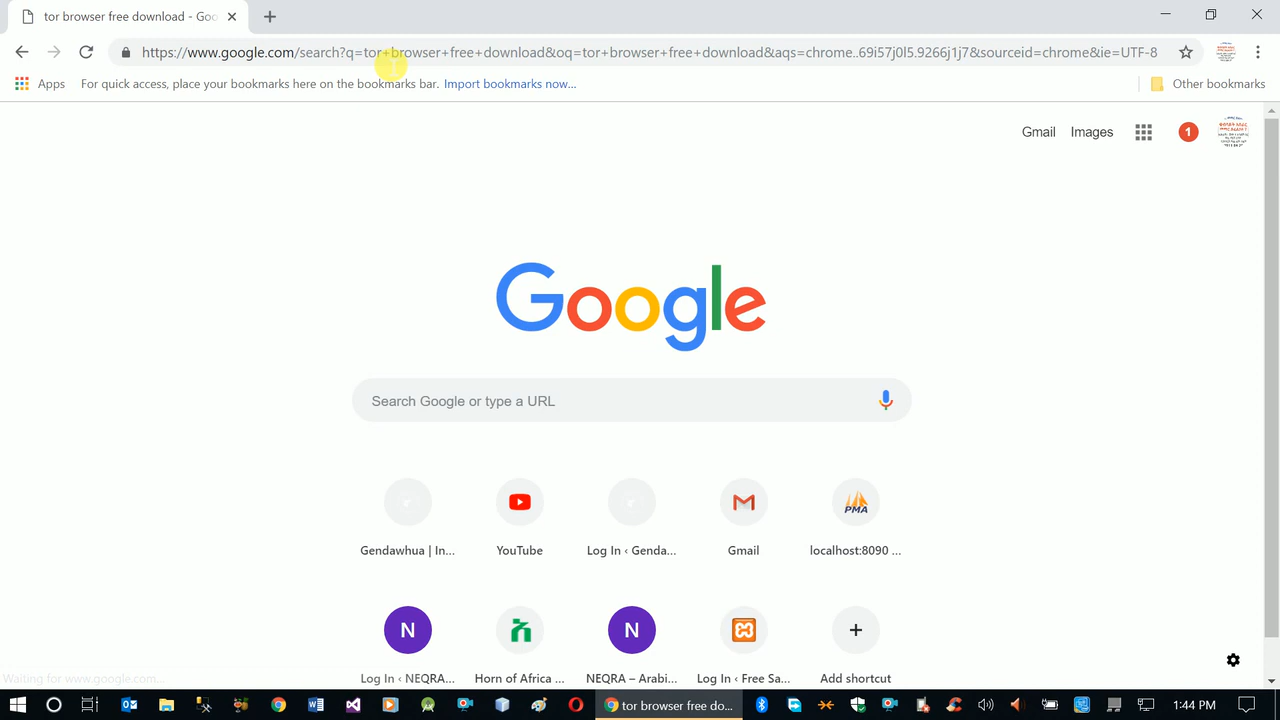 tor browser free download - Goo
https://www.google.com/search?q=tor+browser+free+download&oq=tor+browser+free+download&aqs=chrome..69i57j0l5.9266j1j7&sourceid=chrome&ie=UTF-8
Apps For quick access, place your bookmarks here on the bookmarks bar. Import bookmarks now... Other bookmarks
Gmail Images 1
Google
Search Google or type a URL
PMA
Gendawhua | In... YouTube Log In ‹ Genda... Gmail localhost:8090 ...
N N
Log In ‹ NEQRA... Horn of Africa ... NEQRA – Arabi... Log In ‹ Free Sa... Add shortcut
Waiting for www.google.com...
tor browser free do... 1:44 PM